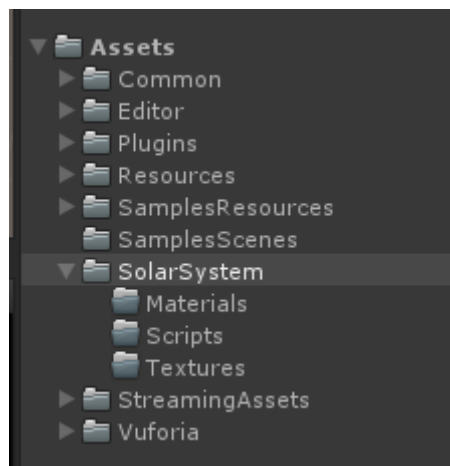 Assets
Common
Editor
Plugins
Resources
SamplesResources
SamplesScenes
SolarSystem
Materials
Scripts
Textures
StreamingAssets
Vuforia